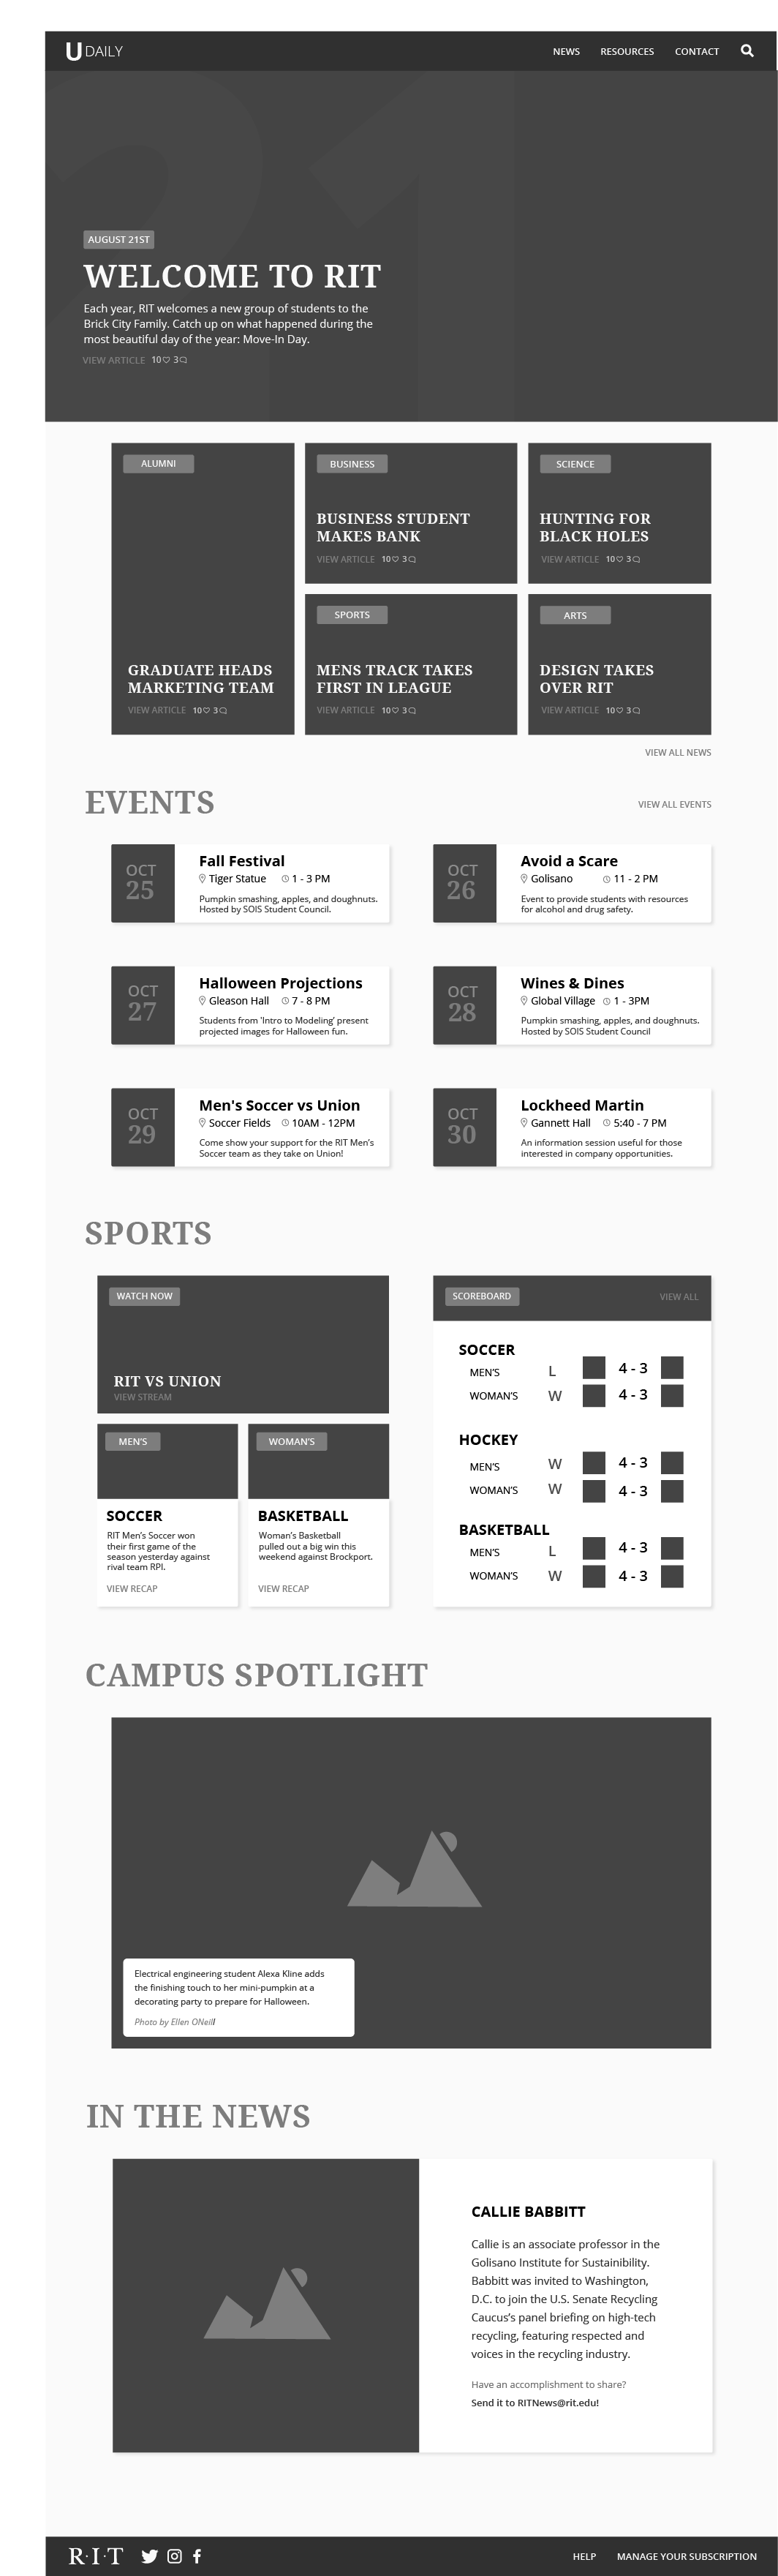 U DAILY
NEWS RESOURCES CONTACT
21
AUGUST 21ST
WELCOME TO RIT
Each year, RIT welcomes a new group of students to the
Brick City Family. Catch up on what happened during the
most beautiful day of the year: Move-In Day.
VIEW ARTICLE 10 3
ALUMNI
GRADUATE HEADS
MARKETING TEAM
VIEW ARTICLE 10 3
BUSINESS
BUSINESS STUDENT
MAKES BANK
VIEW ARTICLE 10 3
SCIENCE
HUNTING FOR
BLACK HOLES
VIEW ARTICLE 10 3
SPORTS
MENS TRACK TAKES
FIRST IN LEAGUE
VIEW ARTICLE 10 3
ARTS
DESIGN TAKES
OVER RIT
VIEW ARTICLE 10 3
VIEW ALL NEWS
EVENTS
VIEW ALL EVENTS
OCT
25
Fall Festival
Tiger Statue 1 - 3 PM
Pumpkin smashing, apples, and doughnuts.
Hosted by SOIS Student Council.
OCT
26
Avoid a Scare
Golisano 11 - 2 PM
Event to provide students with resources
for alcohol and drug safety.
OCT
27
Halloween Projections
Gleason Hall 7 - 8 PM
Students from 'Intro to Modeling' present
projected images for Halloween fun.
OCT
28
Wines & Dines
Global Village 1 - 3PM
Pumpkin smashing, apples, and doughnuts.
Hosted by SOIS Student Council
OCT
29
Men's Soccer vs Union
Soccer Fields 10AM - 12PM
Come show your support for the RIT Men's
Soccer team as they take on Union!
OCT
30
Lockheed Martin
Gannett Hall 5:40 - 7 PM
An information session useful for those
interested in company opportunities.
SPORTS
WATCH NOW
RIT VS UNION
VIEW STREAM
MEN'S
SOCCER
RIT Men's Soccer won
their first game of the
season yesterday against
rival team RPI.
VIEW RECAP
WOMAN'S
BASKETBALL
Woman's Basketball
pulled out a big win this
weekend against Brockport.
VIEW RECAP
SCOREBOARD
VIEW ALL
SOCCER
MEN'S L 4 - 3
WOMAN'S W 4 - 3
HOCKEY
MEN'S W 4 - 3
WOMAN'S W 4 - 3
BASKETBALL
MEN'S L 4 - 3
WOMAN'S W 4 - 3
CAMPUS SPOTLIGHT
Electrical engineering student Alexa Kline adds
the finishing touch to her mini-pumpkin at a
decorating party to prepare for Halloween.
Photo by Ellen ONeill
IN THE NEWS
CALLIE BABBITT
Callie is an associate professor in the
Golisano Institute for Sustainibility.
Babbitt was invited to Washington,
D.C. to join the U.S. Senate Recycling
Caucus's panel briefing on high-tech
recycling, featuring respected and
voices in the recycling industry.
Have an accomplishment to share?
Send it to RITNews@rit.edu!
R·I·T
HELP MANAGE YOUR SUBSCRIPTION